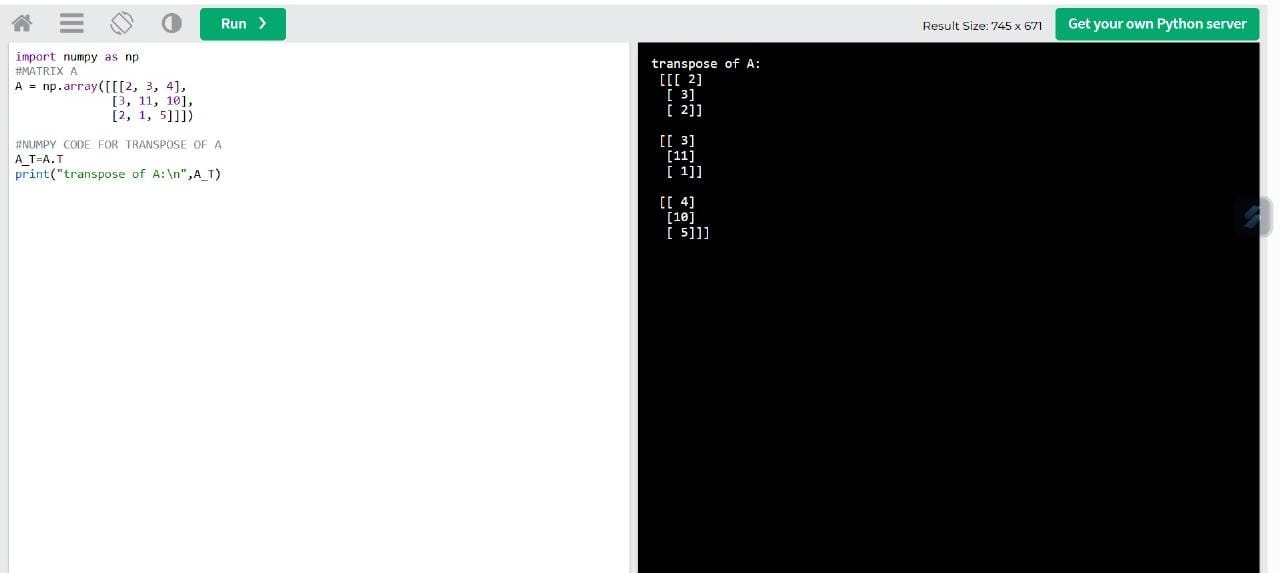 Run ❯
Result Size: 745 x 671
Get your own Python server
import numpy as np
#MATRIX A
A = np.array([[[2, 3, 4],
              [3, 11, 10],
              [2, 1, 5]]])
#NUMPY CODE FOR TRANSPOSE OF A
A_T=A.T
print("transpose of A:\n",A_T)
transpose of A:
 [[[ 2]
  [ 3]
  [ 2]]
 [[ 3]
  [11]
  [ 1]]
 [[ 4]
  [10]
  [ 5]]]